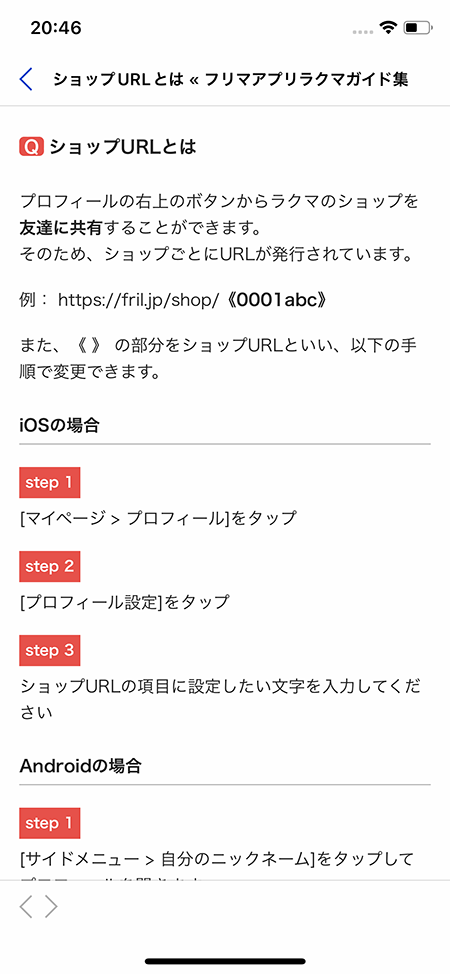 20:46
ショップURLとは « フリマアプリラクマガイド集
Q ショップURLとは
プロフィールの右上のボタンからラクマのショップを
友達に共有することができます。
そのため、ショップごとにURLが発行されています。
例： https://fril.jp/shop/《0001abc》
また、《 》 の部分をショップURLといい、以下の手
順で変更できます。
iOSの場合
step 1
[マイページ > プロフィール]をタップ
step 2
[プロフィール設定]をタップ
step 3
ショップURLの項目に設定したい文字を入力してくだ
さい
Androidの場合
step 1
[サイドメニュー > 自分のニックネーム]をタップして